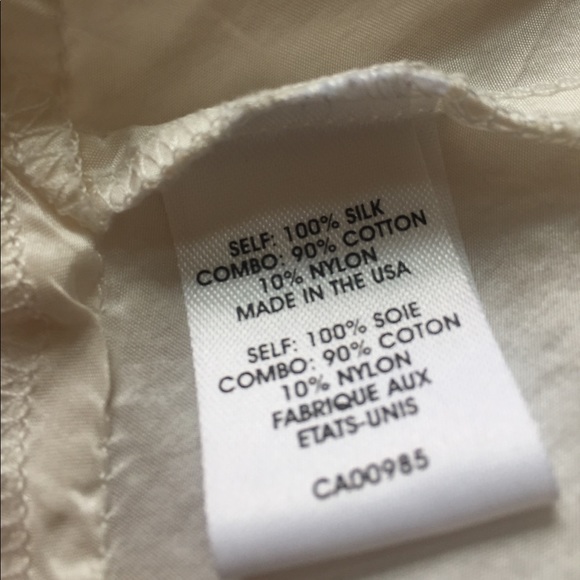 SELF: 100% SILK
COMBO: 90% COTTON
10% NYLON
MADE IN THE USA
SELF: 100% SOIE
COMBO: 90% COTON
10% NYLON
FABRIQUE AUX
ETATS-UNIS
CA00985